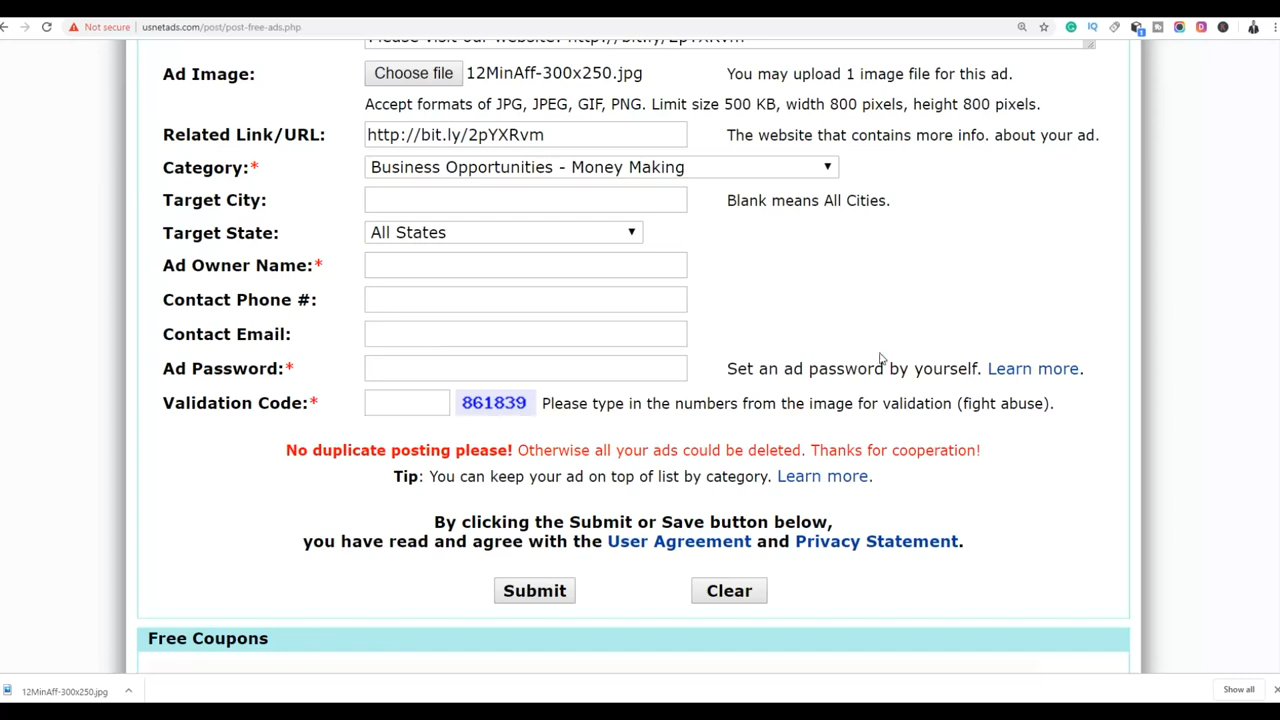 Not secure | usnetads.com/post/post-free-ads.php
Ad Image: Choose file 12MinAff-300x250.jpg You may upload 1 image file for this ad.
Accept formats of JPG, JPEG, GIF, PNG. Limit size 500 KB, width 800 pixels, height 800 pixels.
Related Link/URL: http://bit.ly/2pYXRvm The website that contains more info. about your ad.
Category:* Business Opportunities - Money Making
Target City: Blank means All Cities.
Target State: All States
Ad Owner Name:*
Contact Phone #:
Contact Email:
Ad Password:* Set an ad password by yourself. Learn more.
Validation Code:* 861839 Please type in the numbers from the image for validation (fight abuse).
No duplicate posting please! Otherwise all your ads could be deleted. Thanks for cooperation!
Tip: You can keep your ad on top of list by category. Learn more.
By clicking the Submit or Save button below,
you have read and agree with the User Agreement and Privacy Statement.
Submit Clear
Free Coupons
12MinAff-300x250.jpg Show all